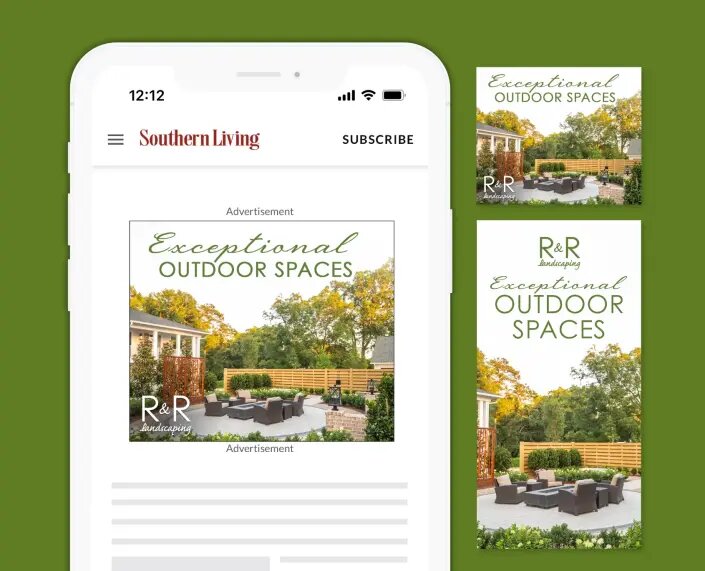 12:12
Southern Living
SUBSCRIBE
Advertisement
Exceptional
OUTDOOR SPACES
R&R
landscaping
Advertisement
Exceptional
OUTDOOR SPACES
R&R
landscaping
R&R
landscaping
Exceptional
OUTDOOR
SPACES